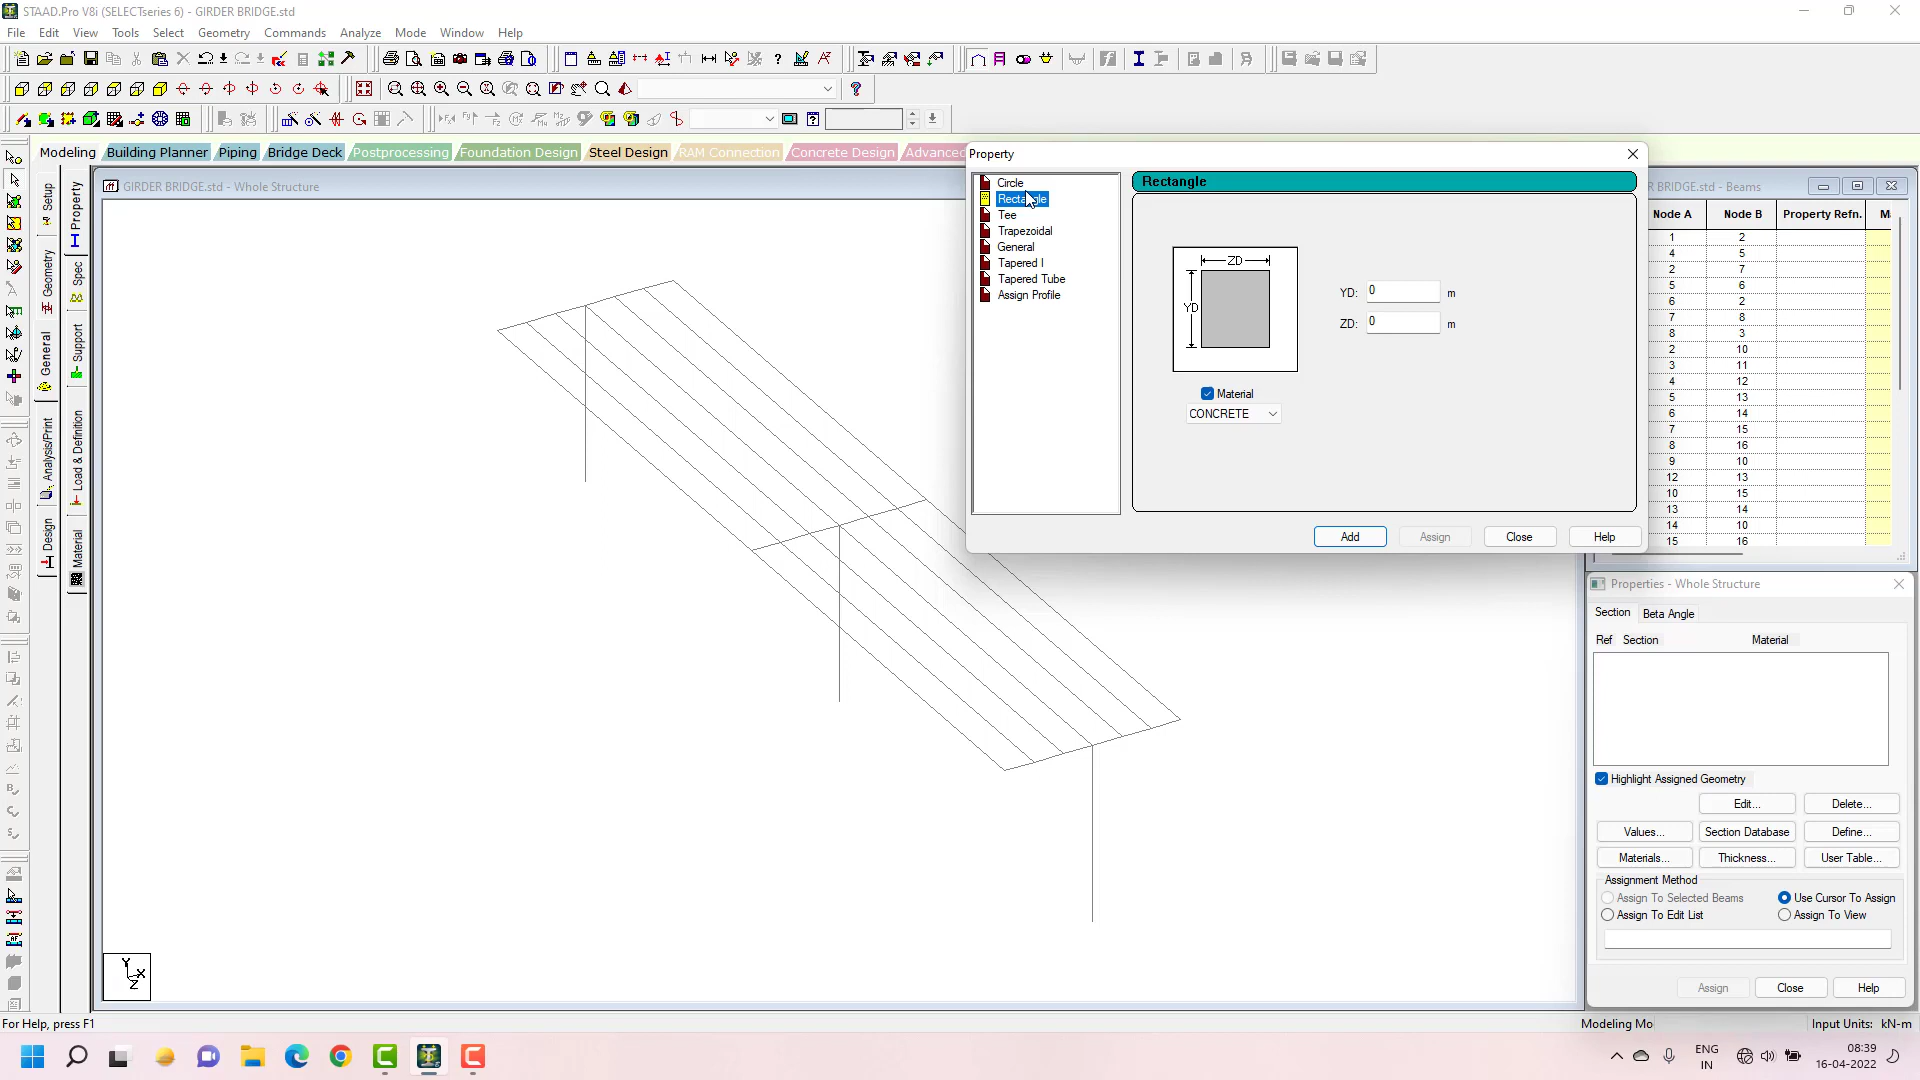 STAAD.Pro V8i (SELECTseries 6) - GIRDER BRIDGE.std
File Edit View Tools Select Geometry Commands Analyze Mode Window Help
Modeling Building Planner Piping Bridge Deck Postprocessing Foundation Design Steel Design RAM Connection Concrete Design Advanced
GIRDER BRIDGE.std - Whole Structure
Setup
Geometry
General
Analysis/Print
Design
Property
Spec
Support
Load & Definition
Material
Property
Circle
Rectangle
Tee
Trapezoidal
General
Tapered I
Tapered Tube
Assign Profile
Rectangle
ZD
YD
YD: 0 m
ZD: 0 m
Material
CONCRETE
Add Assign Close Help
BRIDGE.std - Beams
Node A Node B Property Refn. M
1 2
4 5
2 7
5 6
6 2
7 8
8 3
2 10
3 11
4 12
5 13
6 14
7 15
8 16
9 10
12 13
10 15
13 14
14 10
15 16
Properties - Whole Structure
Section Beta Angle
Ref Section Material
Highlight Assigned Geometry
Edit... Delete...
Values... Section Database Define...
Materials... Thickness... User Table...
Assignment Method
Assign To Selected Beams Use Cursor To Assign
Assign To Edit List Assign To View
Assign Close Help
Y
X
Z
For Help, press F1
Modeling Mo Input Units: kN-m
ENG
IN
08:39
16-04-2022